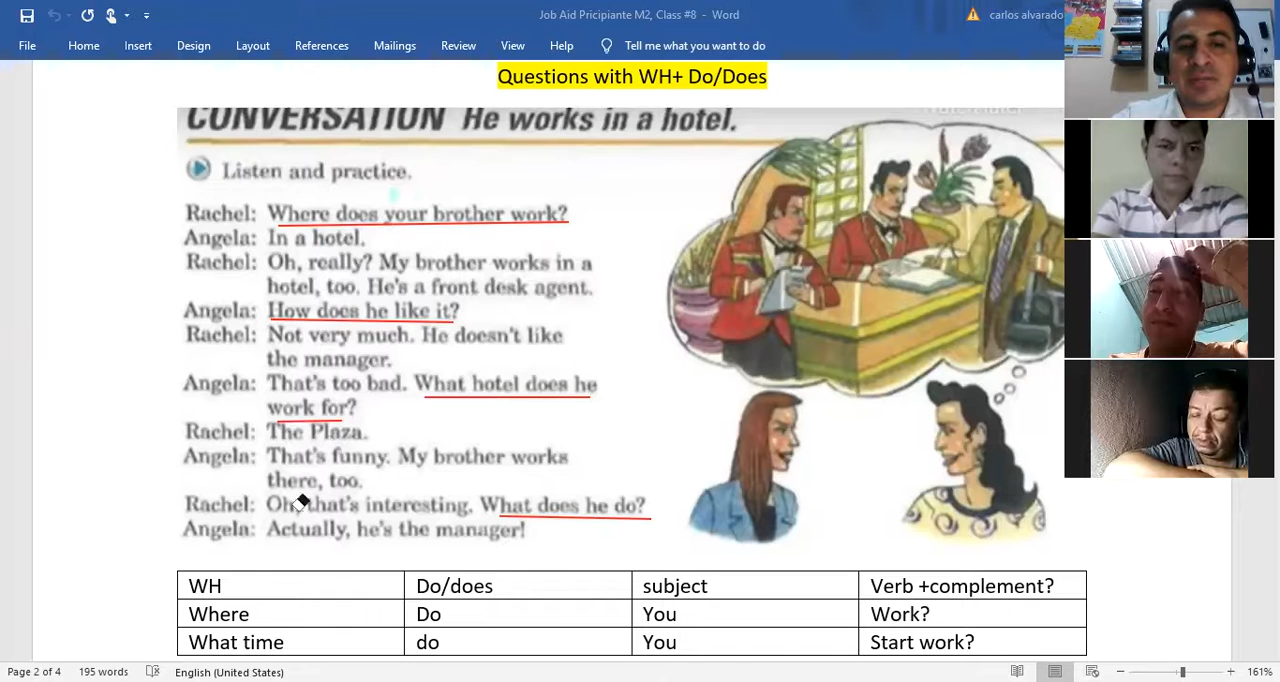 Job Aid Pricipiante M2, Class #8 - Word
carlos alvarado
File Home Insert Design Layout References Mailings Review View Help Tell me what you want to do
Questions with WH+ Do/Does
CONVERSATION He works in a hotel.
Listen and practice.
Rachel: Where does your brother work?
Angela: In a hotel.
Rachel: Oh, really? My brother works in a
hotel, too. He's a front desk agent.
Angela: How does he like it?
Rachel: Not very much. He doesn't like
the manager.
Angela: That's too bad. What hotel does he
work for?
Rachel: The Plaza.
Angela: That's funny. My brother works
there, too.
Rachel: Oh, that's interesting. What does he do?
Angela: Actually, he's the manager!
WH Do/does subject Verb +complement?
Where Do You Work?
What time do You Start work?
Page 2 of 4 195 words English (United States) 161%